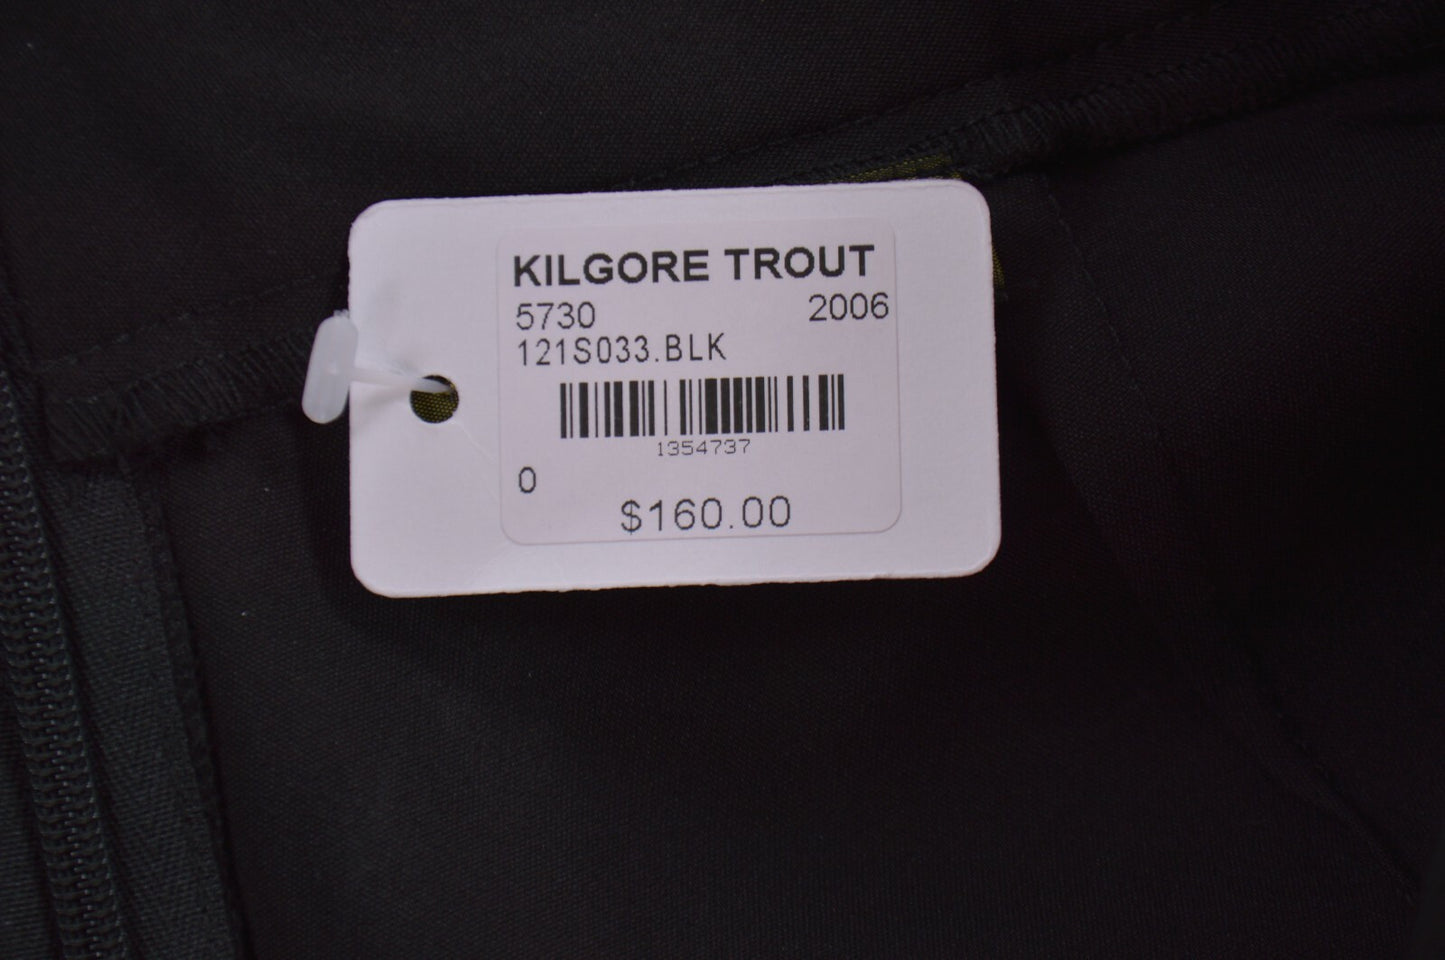 KILGORE TROUT
5730 2006
121S033.BLK
1354737
0
$160.00